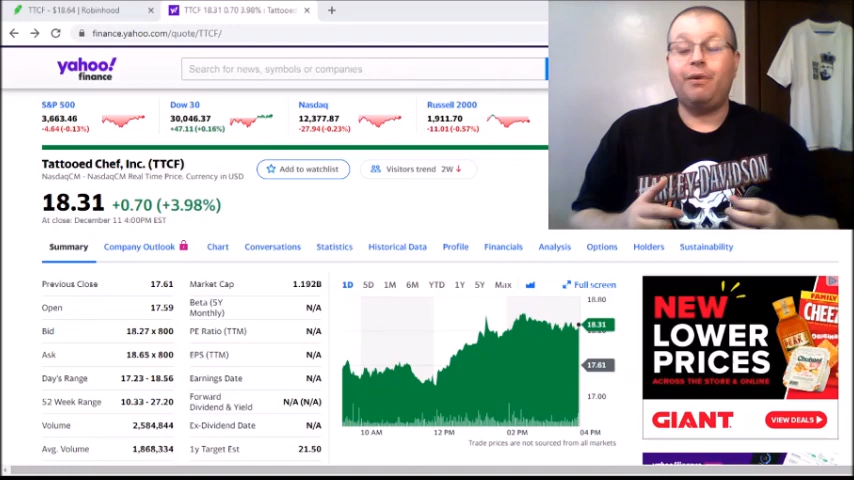 TTCF - $18.64 | Robinhood
TTCF 18.31 0.70 3.98% : Tattooed
finance.yahoo.com/quote/TTCF/
yahoo!
finance
Search for news, symbols or companies
S&P 500
3,663.46
-4.64 (-0.13%)
Dow 30
30,046.37
+47.11 (+0.16%)
Nasdaq
12,377.87
-27.94 (-0.23%)
Russell 2000
1,911.70
-11.01 (-0.57%)
Tattooed Chef, Inc. (TTCF)
NasdaqCM - NasdaqCM Real Time Price. Currency in USD
Add to watchlist
Visitors trend 2W
18.31 +0.70 (+3.98%)
At close: December 11 4:00PM EST
Summary Company Outlook Chart Conversations Statistics Historical Data Profile Financials Analysis Options Holders Sustainability
Previous Close 17.61
Open 17.59
Bid 18.27 x 800
Ask 18.65 x 800
Day's Range 17.23 - 18.56
52 Week Range 10.33 - 27.20
Volume 2,584,844
Avg. Volume 1,868,334
Market Cap 1.192B
Beta (5Y Monthly) N/A
PE Ratio (TTM) N/A
EPS (TTM) N/A
Earnings Date N/A
Forward Dividend & Yield N/A (N/A)
Ex-Dividend Date N/A
1y Target Est 21.50
1D 5D 1M 6M YTD 1Y 5Y Max Full screen
18.80
18.31
17.61
17.00
10 AM 12 PM 02 PM 04 PM
Trade prices are not sourced from all markets
NEW
LOWER
PRICES
ACROSS THE STORE & ONLINE
GIANT
VIEW DEALS
FAMILY
CHEEZ
PEAK
HARLEY-DAVIDSON